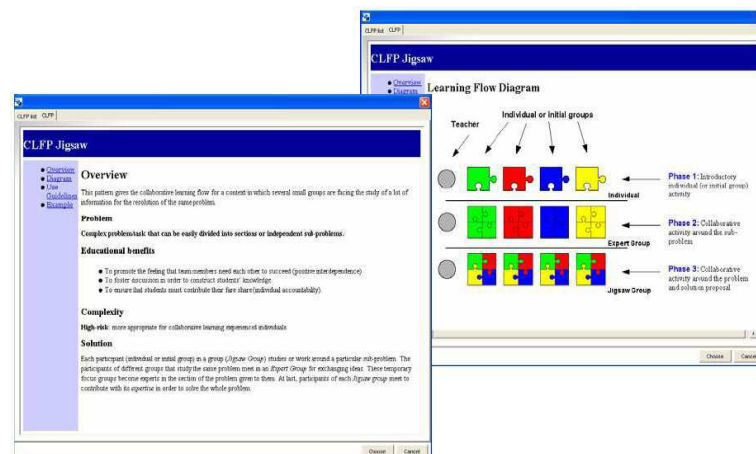 CLFP list CLFP
CLFP Jigsaw
Overview
Diagram
Learning Flow Diagram
Teacher
Individual or initial groups
Individual
Phase 1: Introductory
individual (or initial group)
activity
Expert Group
Phase 2: Collaborative
activity around the sub-
problem
Jigsaw Group
Phase 3: Collaborative
activity around the problem
and solution proposal
Choose Cancel
CLFP list CLFP
CLFP Jigsaw
Overview
Diagram
Use
Guidelines
Example
Overview
This pattern gives the collaborative learning flow for a context in which several small groups are facing the study of a lot of
information for the resolution of the same problem.
Problem
Complex problem/task that can be easily divided into sections or independent sub-problems.
Educational benefits
To promote the feeling that team members need each other to succeed (positive interdependence)
To foster discussion in order to construct students' knowledge
To ensure that students must contribute their fare share (individual accountability)
Complexity
High-risk: more appropriate for collaborative learning experienced individuals
Solution
Each participant (individual or initial group) in a group (Jigsaw Group) studies or work around a particular sub-problem. The
participants of different groups that study the same problem meet in an Expert Group for exchanging ideas. These temporary
focus groups become experts in the section of the problem given to them. At last, participants of each Jigsaw group meet to
contribute with its expertise in order to solve the whole problem.
Choose Cancel